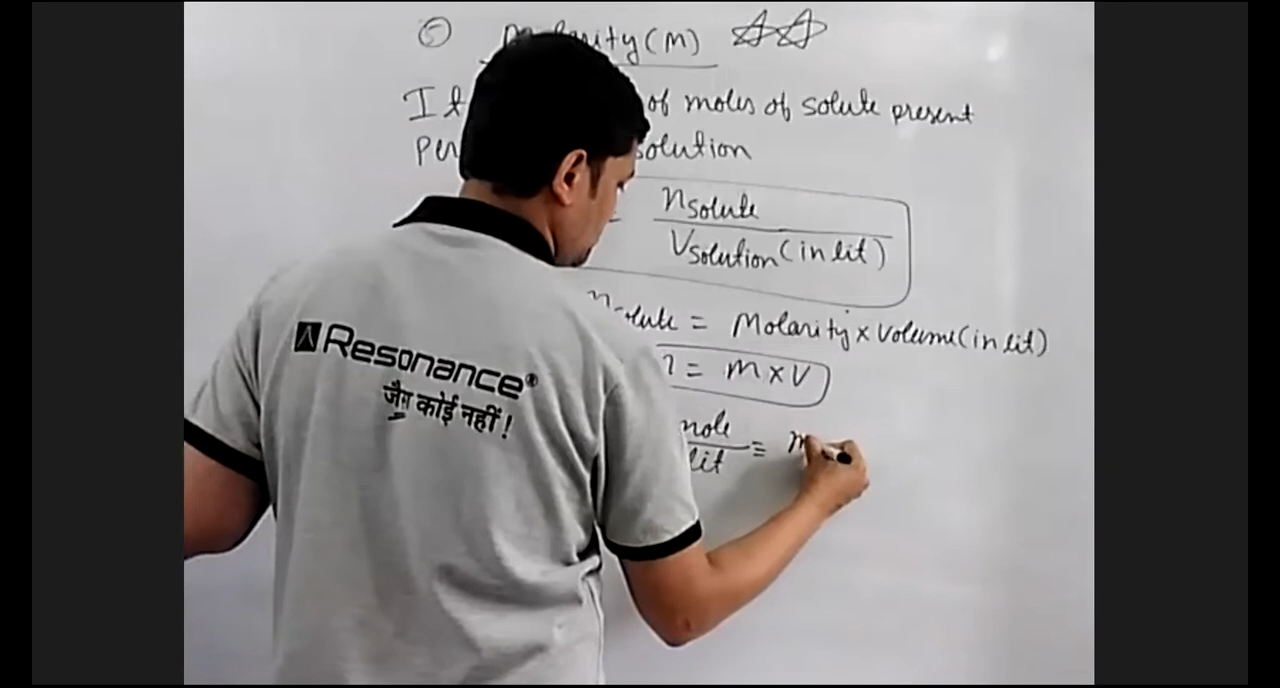 ⑤ Molarity (M)
It of moles of solute present
per solution
= nsolute
Vsolution (in lit)
nsolute = Molarity × volume (in lit)
n = M × V
mole
lit ≡ m
Resonance®
जैसा कोई नहीं !